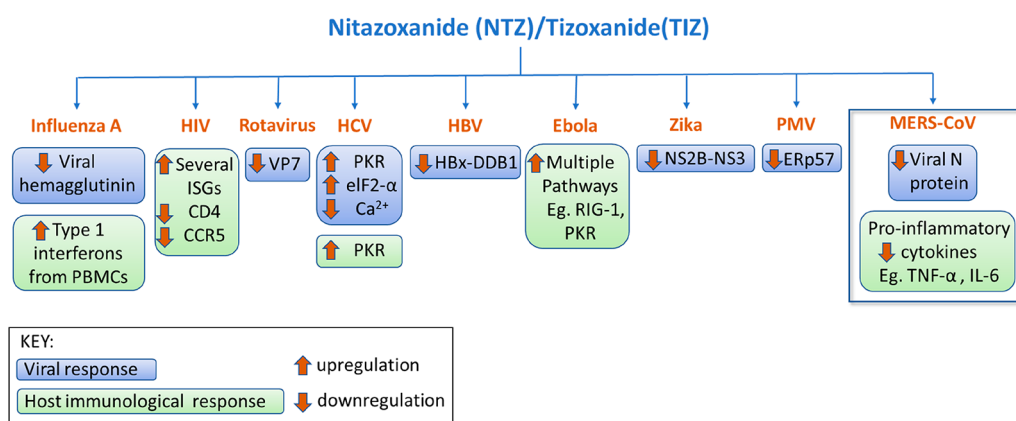 Nitazoxanide (NTZ)/Tizoxanide(TIZ)
Influenza A
Viral
hemagglutinin
Type 1
interferons
from PBMCs
HIV
Several
ISGs
CD4
CCR5
Rotavirus
VP7
HCV
PKR
eIF2-α
Ca²⁺
PKR
HBV
HBx-DDB1
Ebola
Multiple
Pathways
Eg. RIG-1,
PKR
Zika
NS2B-NS3
PMV
ERp57
MERS-CoV
Viral N
protein
Pro-inflammatory
cytokines
Eg. TNF-α, IL-6
KEY:
Viral response
Host immunological response
upregulation
downregulation